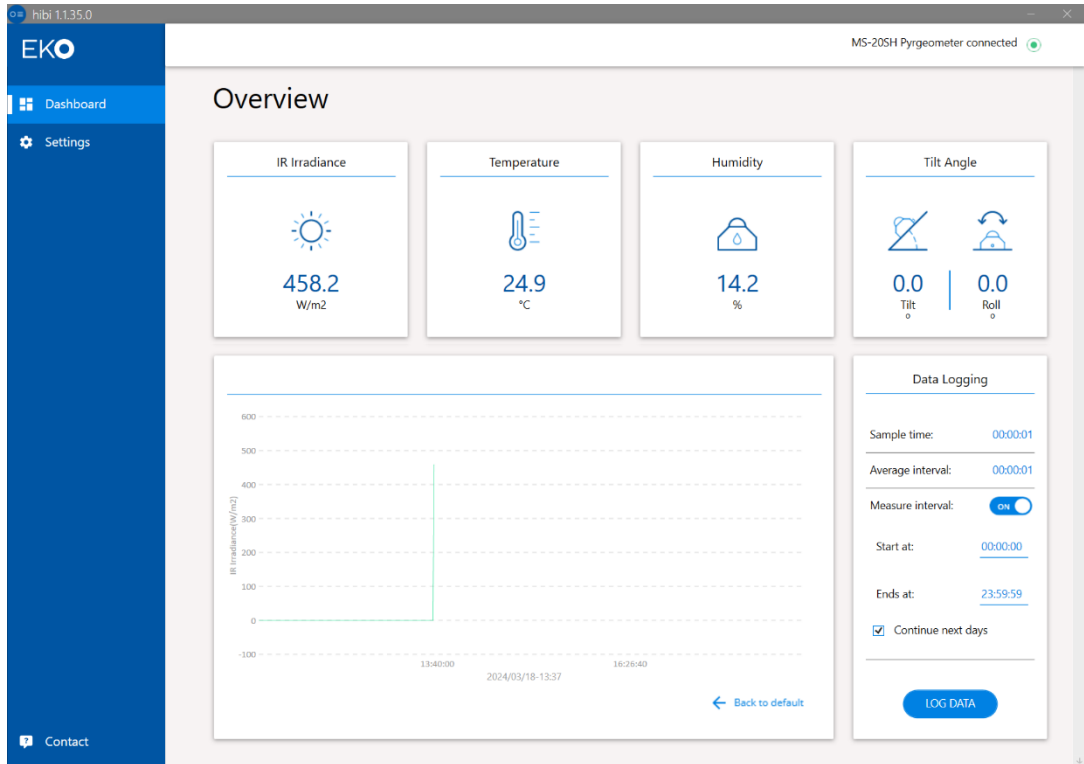 hibi 1.1.35.0
EKO
MS-20SH Pyrgeometer connected
Dashboard
Settings
Overview
IR Irradiance
458.2
W/m2
Temperature
24.9
°C
Humidity
14.2
%
Tilt Angle
0.0
Tilt
°
0.0
Roll
°
IR Irradiance(W/m2)
600
500
400
300
200
100
0
-100
13:40:00
16:26:40
2024/03/18-13:37
Back to default
Data Logging
Sample time: 00:00:01
Average interval: 00:00:01
Measure interval: ON
Start at: 00:00:00
Ends at: 23:59:59
Continue next days
LOG DATA
? Contact